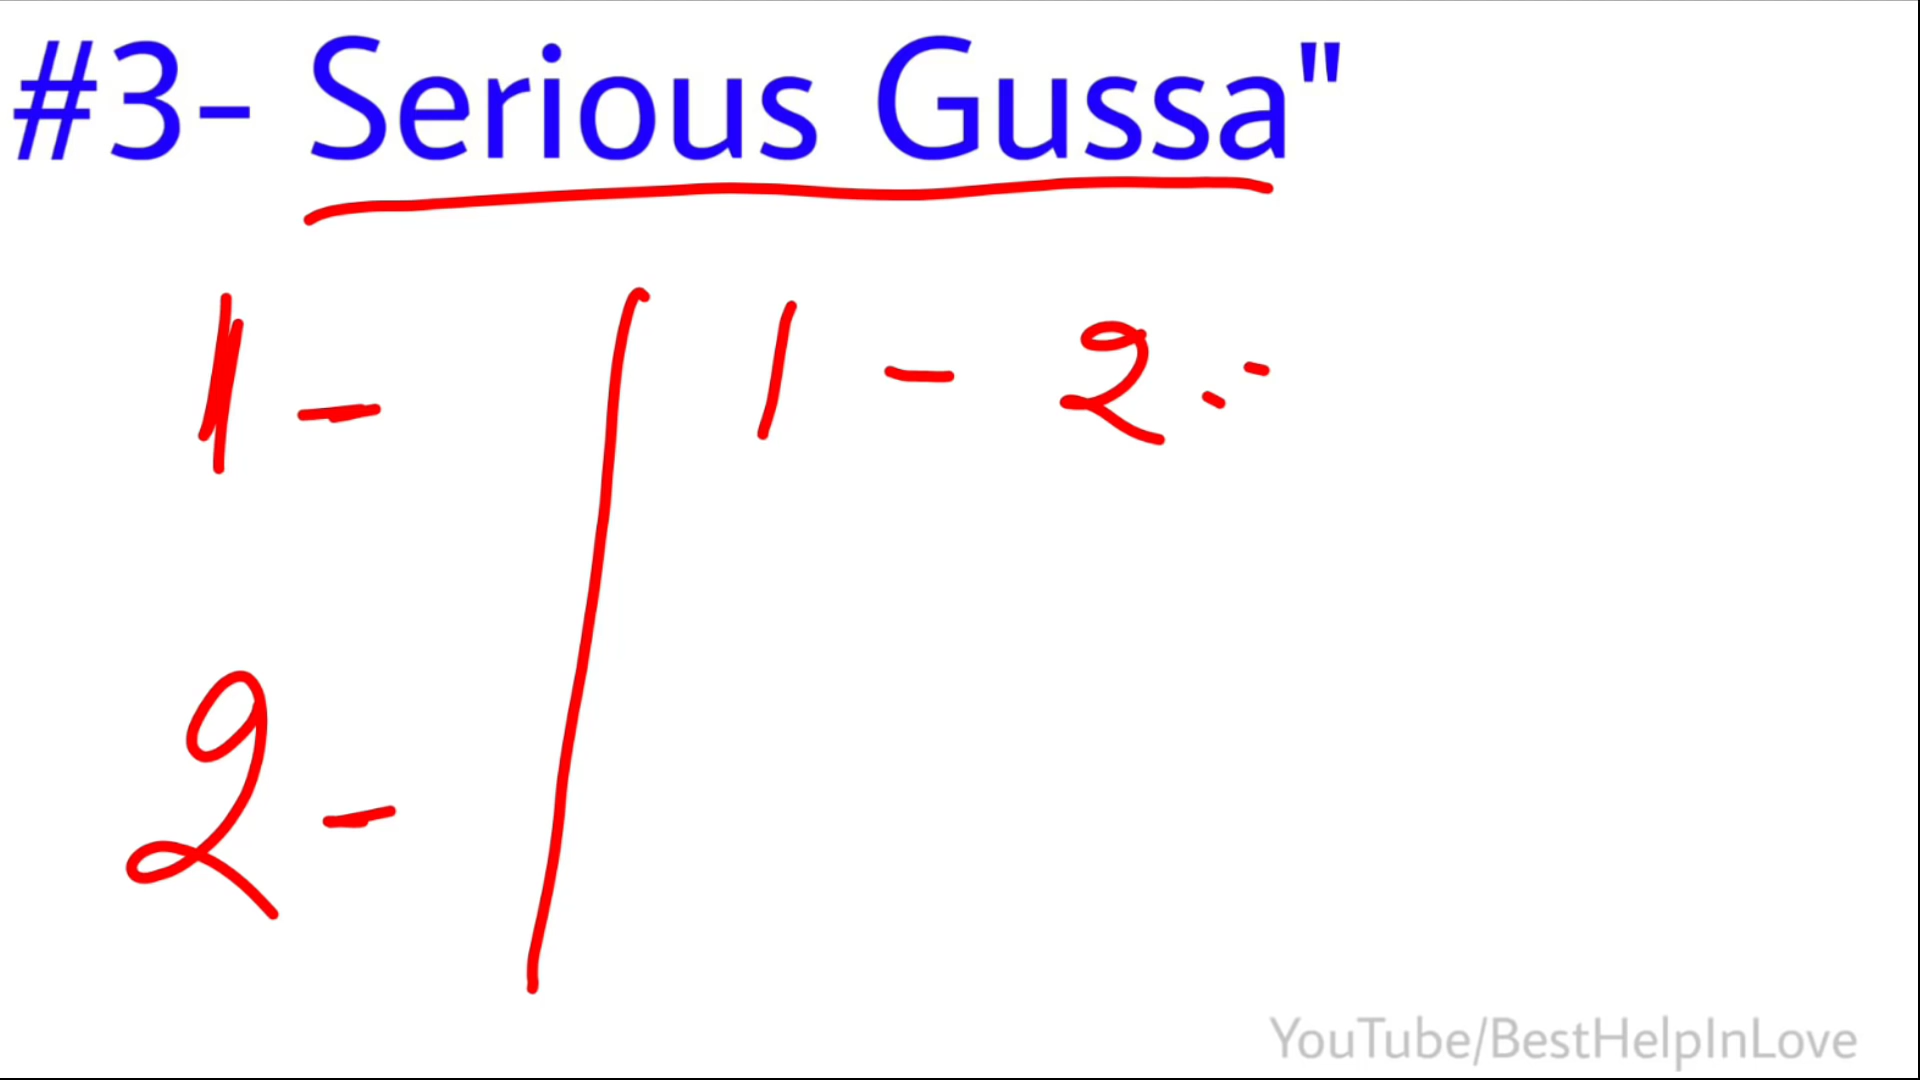 #3- Serious Gussa"
1 -
1 - 2 :-
2 -
YouTube/BestHelpInLove